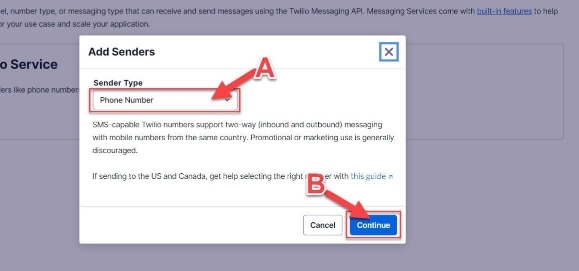 el, number type, or messaging type that can receive and send messages using the Twilio Messaging API. Messaging Services come with built-in features to help
or your use case and scale your application.
Add Senders
A
o Service
Sender Type
ers like phone number
Phone Number
SMS-capable Twilio numbers support two-way (inbound and outbound) messaging
with mobile numbers from the same country. Promotional or marketing use is generally
discouraged.
If sending to the US and Canada, get help selecting the right with this guide
B
Cancel
Continue